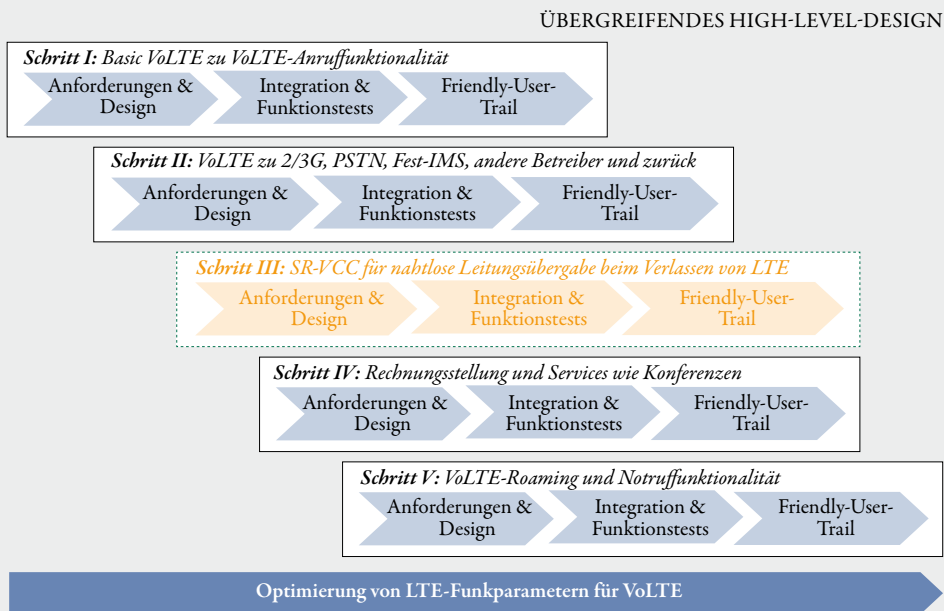 ÜBERGREIFENDES HIGH-LEVEL-DESIGN
Schritt I: Basic VoLTE zu VoLTE-Anruffunktionalität
Anforderungen &
Design
Integration &
Funktionstests
Friendly-User-
Trail
Schritt II: VoLTE zu 2/3G, PSTN, Fest-IMS, andere Betreiber und zurück
Anforderungen &
Design
Integration &
Funktionstests
Friendly-User-
Trail
Schritt III: SR-VCC für nahtlose Leitungsübergabe beim Verlassen von LTE
Anforderungen &
Design
Integration &
Funktionstests
Friendly-User-
Trail
Schritt IV: Rechnungsstellung und Services wie Konferenzen
Anforderungen &
Design
Integration &
Funktionstests
Friendly-User-
Trail
Schritt V: VoLTE-Roaming und Notruffunktionalität
Anforderungen &
Design
Integration &
Funktionstests
Friendly-User-
Trail
Optimierung von LTE-Funkparametern für VoLTE